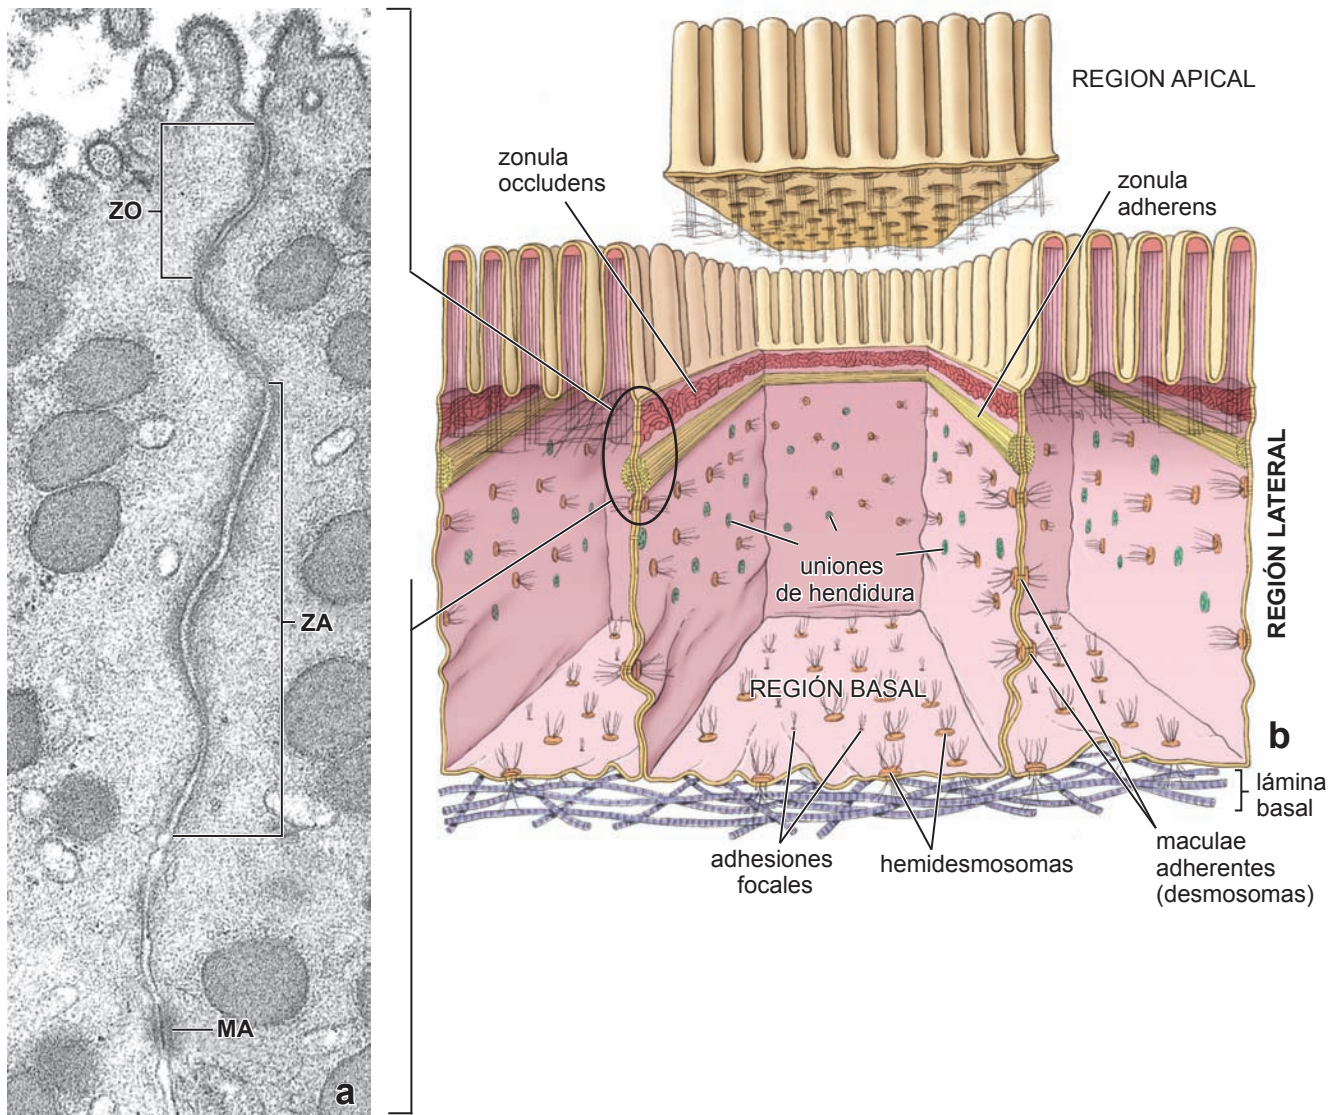 ZO
ZA
MA
a
REGION APICAL
zonula
occludens
zonula
adherens
uniones
de hendidura
REGIÓN LATERAL
REGIÓN BASAL
b
lámina
basal
adhesiones
focales
hemidesmosomas
maculae
adherentes
(desmosomas)